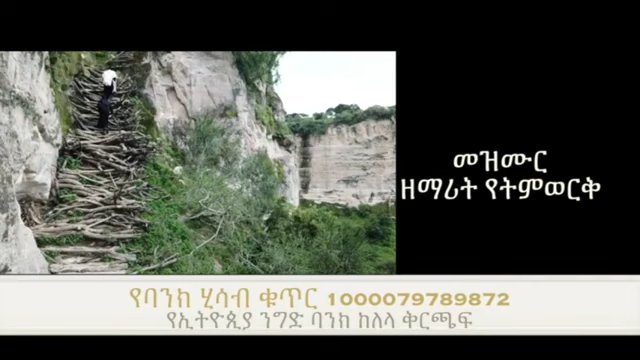 መዝሙር
ዘማሪት የትምወርቅ
የባንክ ሂሳብ ቁጥር 1000079789872
የኢትዮጲያ ንግድ ባንክ ከለላ ቅርጫፍ